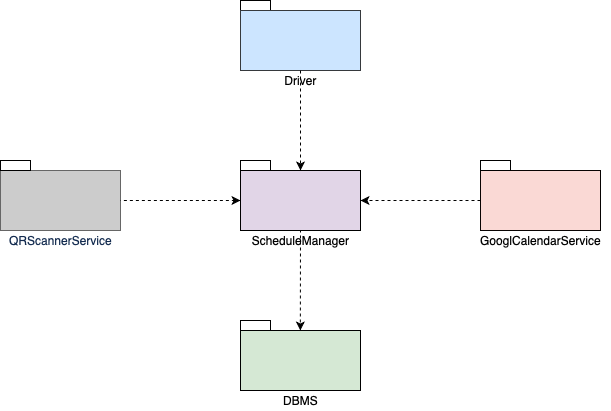 Driver
QRScannerService
ScheduleManager
GooglCalendarService
DBMS